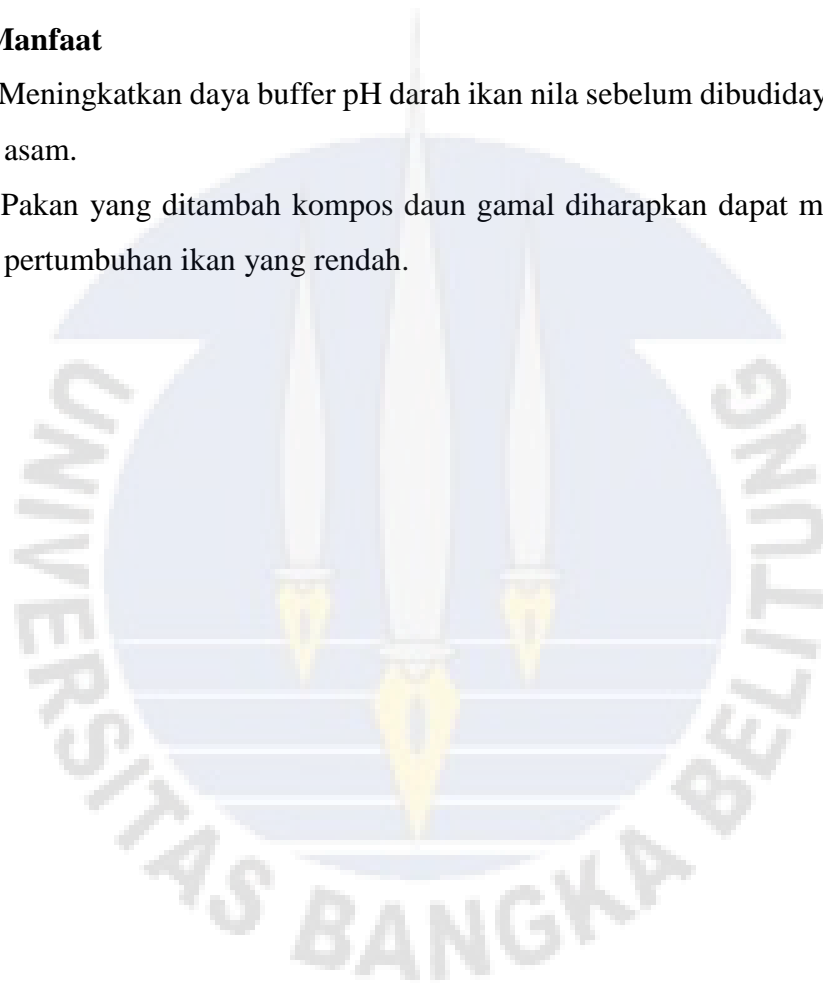 Manfaat
Meningkatkan daya buffer pH darah ikan nila sebelum dibudiday
asam.
Pakan yang ditambah kompos daun gamal diharapkan dapat m
pertumbuhan ikan yang rendah.
UNIVERSITAS BANGKA BELITUNG